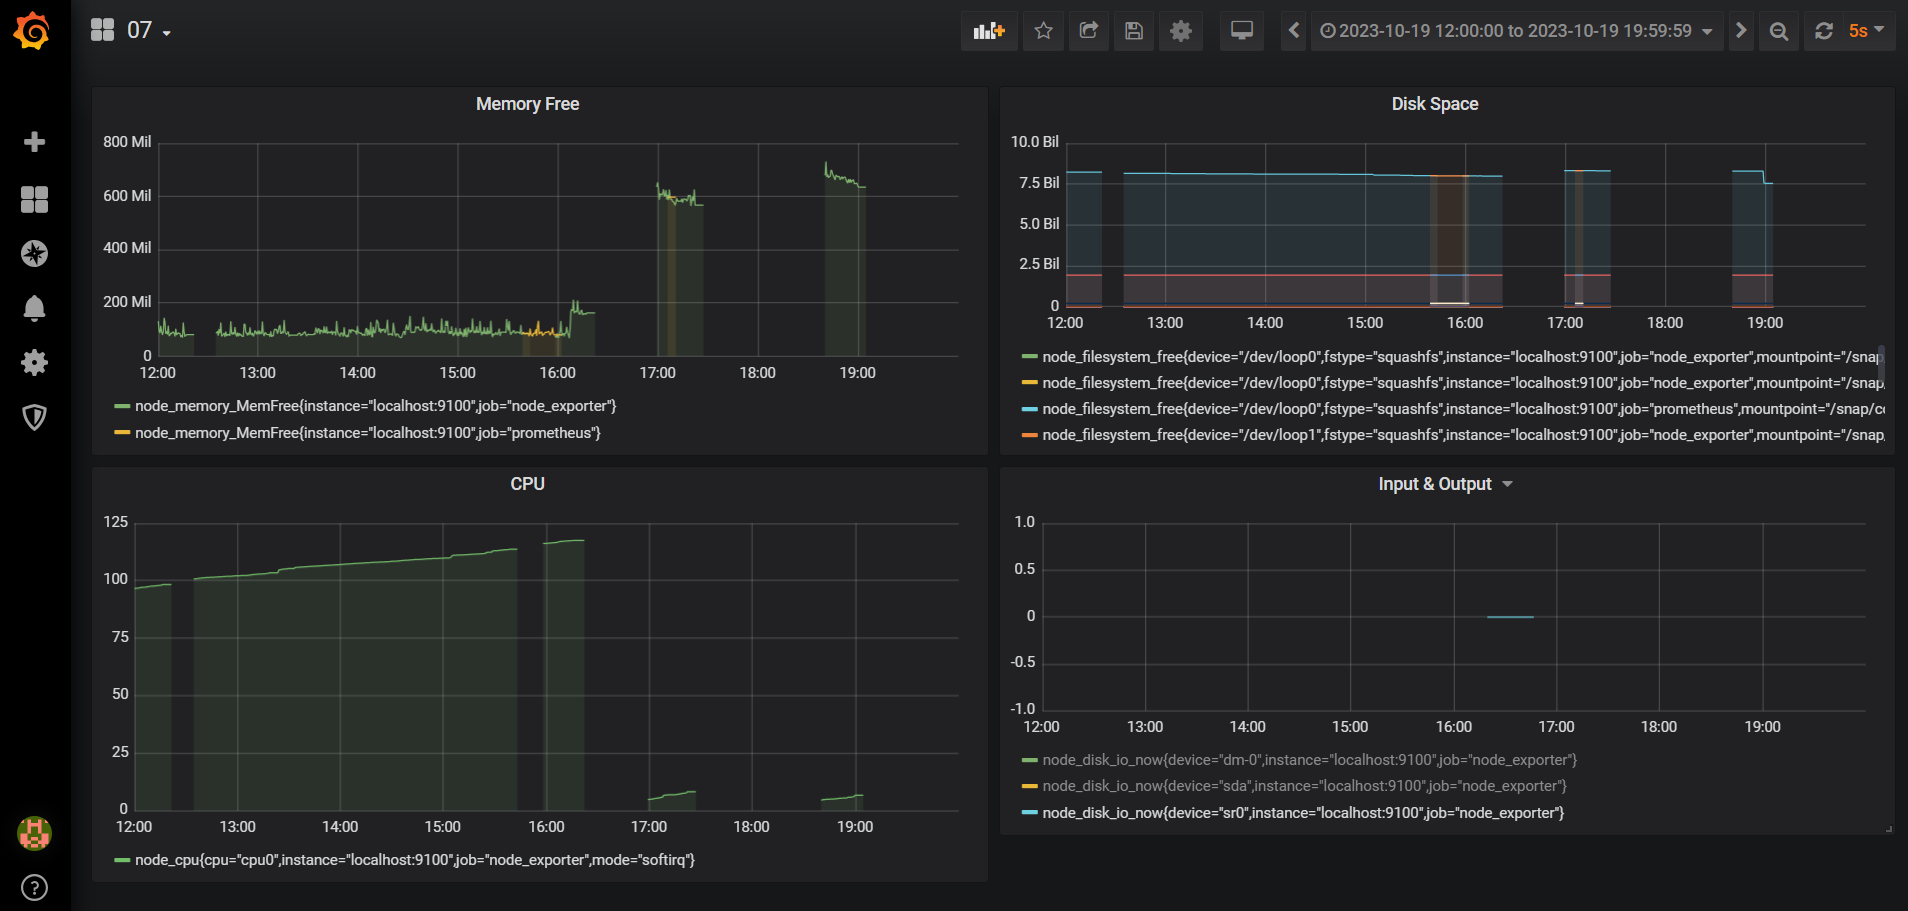 07
2023-10-19 12:00:00 to 2023-10-19 19:59:59
5s
Memory Free
800 Mil
600 Mil
400 Mil
200 Mil
0
12:00 13:00 14:00 15:00 16:00 17:00 18:00 19:00
node_memory_MemFree{instance="localhost:9100",job="node_exporter"}
node_memory_MemFree{instance="localhost:9100",job="prometheus"}
Disk Space
10.0 Bil
7.5 Bil
5.0 Bil
2.5 Bil
0
12:00 13:00 14:00 15:00 16:00 17:00 18:00 19:00
node_filesystem_free{device="/dev/loop0",fstype="squashfs",instance="localhost:9100",job="node_exporter",mountpoint="/snap
node_filesystem_free{device="/dev/loop0",fstype="squashfs",instance="localhost:9100",job="node_exporter",mountpoint="/snap/
node_filesystem_free{device="/dev/loop0",fstype="squashfs",instance="localhost:9100",job="prometheus",mountpoint="/snap/co
node_filesystem_free{device="/dev/loop1",fstype="squashfs",instance="localhost:9100",job="node_exporter",mountpoint="/snap/
CPU
125
100
75
50
25
0
12:00 13:00 14:00 15:00 16:00 17:00 18:00 19:00
node_cpu{cpu="cpu0",instance="localhost:9100",job="node_exporter",mode="softirq"}
Input & Output
1.0
0.5
0
-0.5
-1.0
12:00 13:00 14:00 15:00 16:00 17:00 18:00 19:00
node_disk_io_now{device="dm-0",instance="localhost:9100",job="node_exporter"}
node_disk_io_now{device="sda",instance="localhost:9100",job="node_exporter"}
node_disk_io_now{device="sr0",instance="localhost:9100",job="node_exporter"}